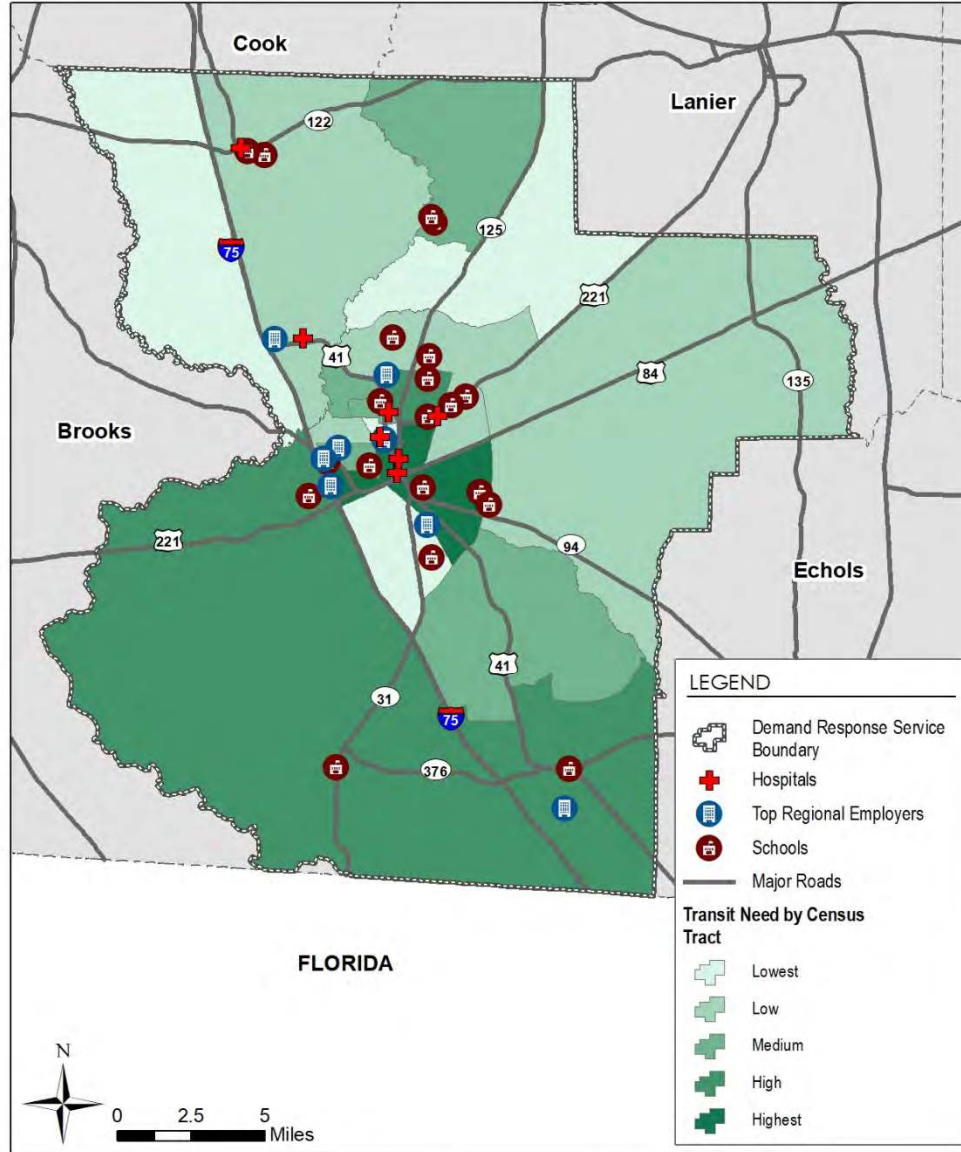 Cook
Lanier
122
125
75
221
41
84
135
Brooks
221
94
Echols
41
31
75
376
FLORIDA
N
0 2.5 5
Miles
LEGEND
Demand Response Service
Boundary
Hospitals
Top Regional Employers
Schools
Major Roads
Transit Need by Census
Tract
Lowest
Low
Medium
High
Highest